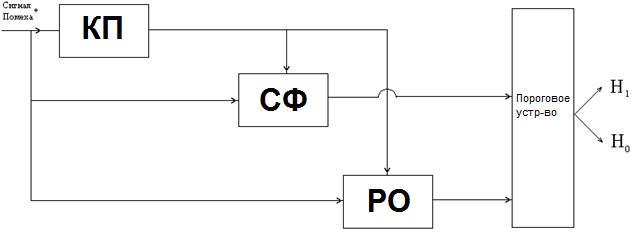 Сигнал +
Помеха
КП
СФ
РО
Пороговое
устр-во
H1
H0